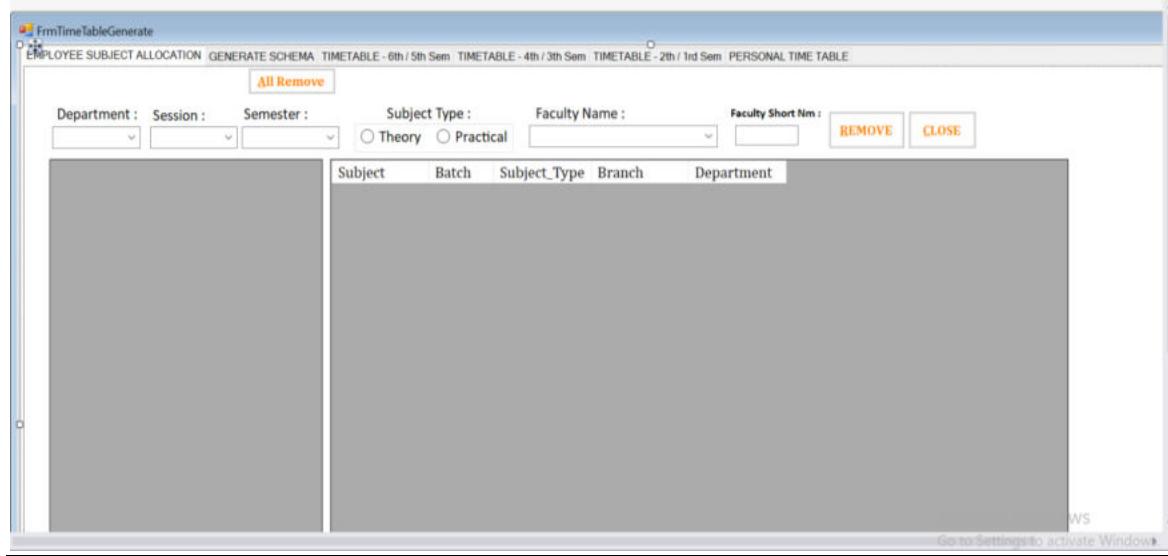 FrmTimeTableGenerate
EMPLOYEE SUBJECT ALLOCATION GENERATE SCHEMA TIMETABLE - 6th / 5th Sem TIMETABLE - 4th / 3th Sem TIMETABLE - 2th / 1rd Sem PERSONAL TIME TABLE
All Remove
Department : Session : Semester : Subject Type : Faculty Name : Faculty Short Nm :
Theory Practical REMOVE CLOSE
Subject Batch Subject_Type Branch Department
WS
Go to Settings to activate Windows